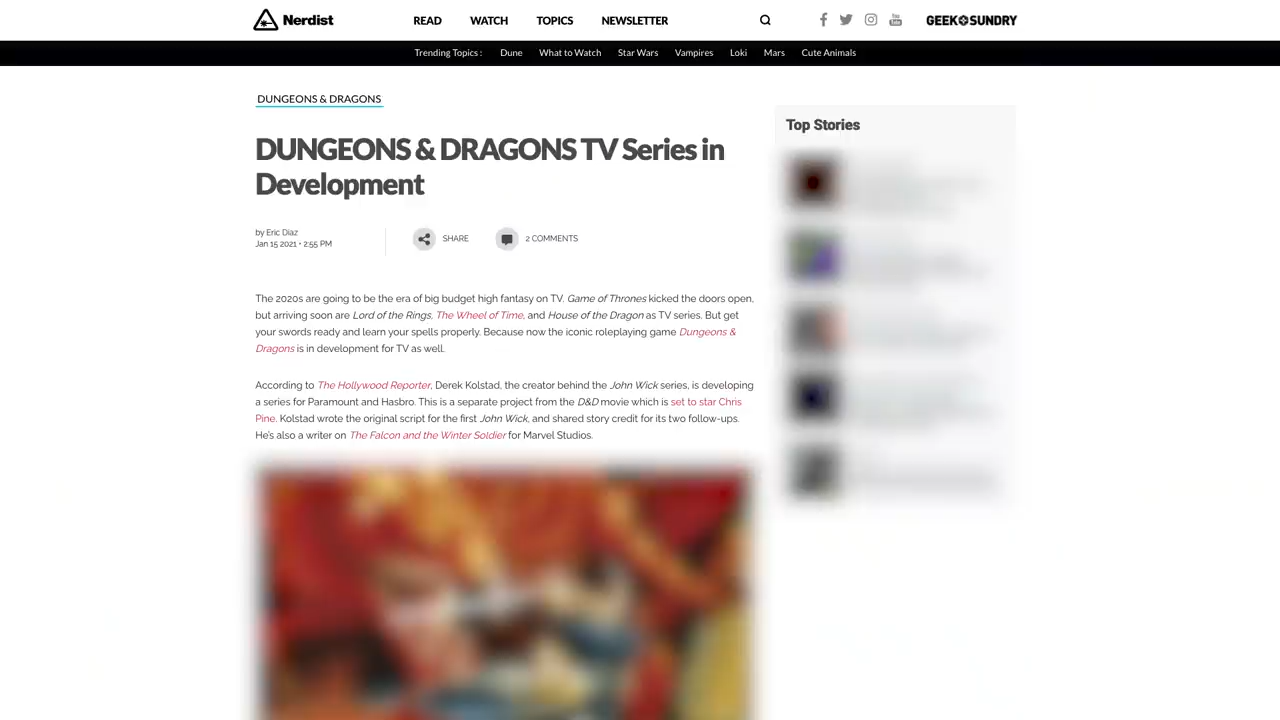 Nerdist READ WATCH TOPICS NEWSLETTER You Tube GEEK&SUNDRY
Trending Topics : Dune What to Watch Star Wars Vampires Loki Mars Cute Animals
DUNGEONS & DRAGONS
DUNGEONS & DRAGONS TV Series in
Development
by Eric Diaz
Jan 15 2021 • 2:55 PM
SHARE
2 COMMENTS
The 2020s are going to be the era of big budget high fantasy on TV. Game of Thrones kicked the doors open,
but arriving soon are Lord of the Rings, The Wheel of Time, and House of the Dragon as TV series. But get
your swords ready and learn your spells properly. Because now the iconic roleplaying game Dungeons &
Dragons is in development for TV as well.
According to The Hollywood Reporter, Derek Kolstad, the creator behind the John Wick series, is developing
a series for Paramount and Hasbro. This is a separate project from the D&D movie which is set to star Chris
Pine. Kolstad wrote the original script for the first John Wick, and shared story credit for its two follow-ups.
He's also a writer on The Falcon and the Winter Soldier for Marvel Studios.
Top Stories